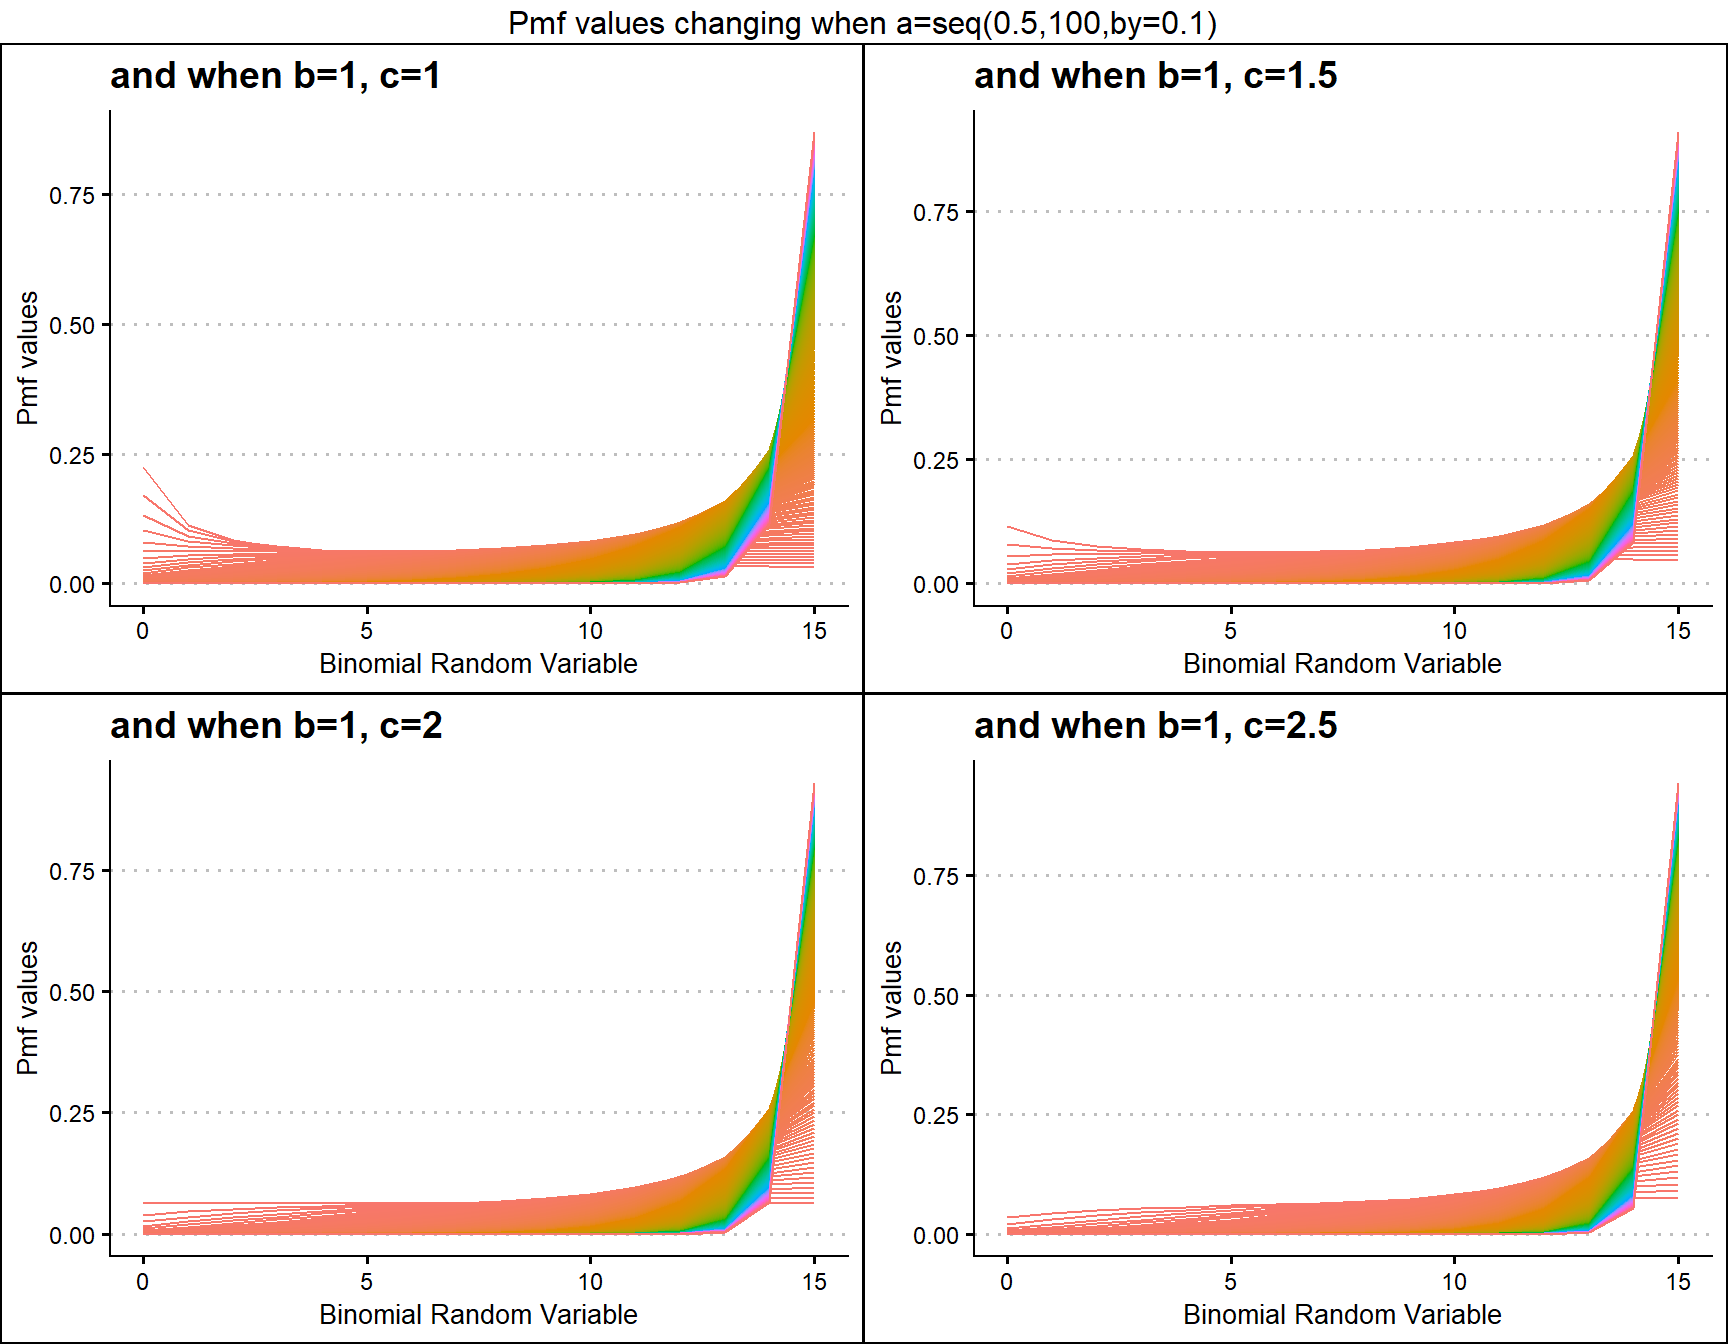 Pmf values changing when a=seq(0.5,100,by=0.1)
and when b=1, c=1
Pmf values
0.75
0.50
0.25
0.00
0 5 10 15
Binomial Random Variable
and when b=1, c=1.5
Pmf values
0.75
0.50
0.25
0.00
0 5 10 15
Binomial Random Variable
and when b=1, c=2
Pmf values
0.75
0.50
0.25
0.00
0 5 10 15
Binomial Random Variable
and when b=1, c=2.5
Pmf values
0.75
0.50
0.25
0.00
0 5 10 15
Binomial Random Variable